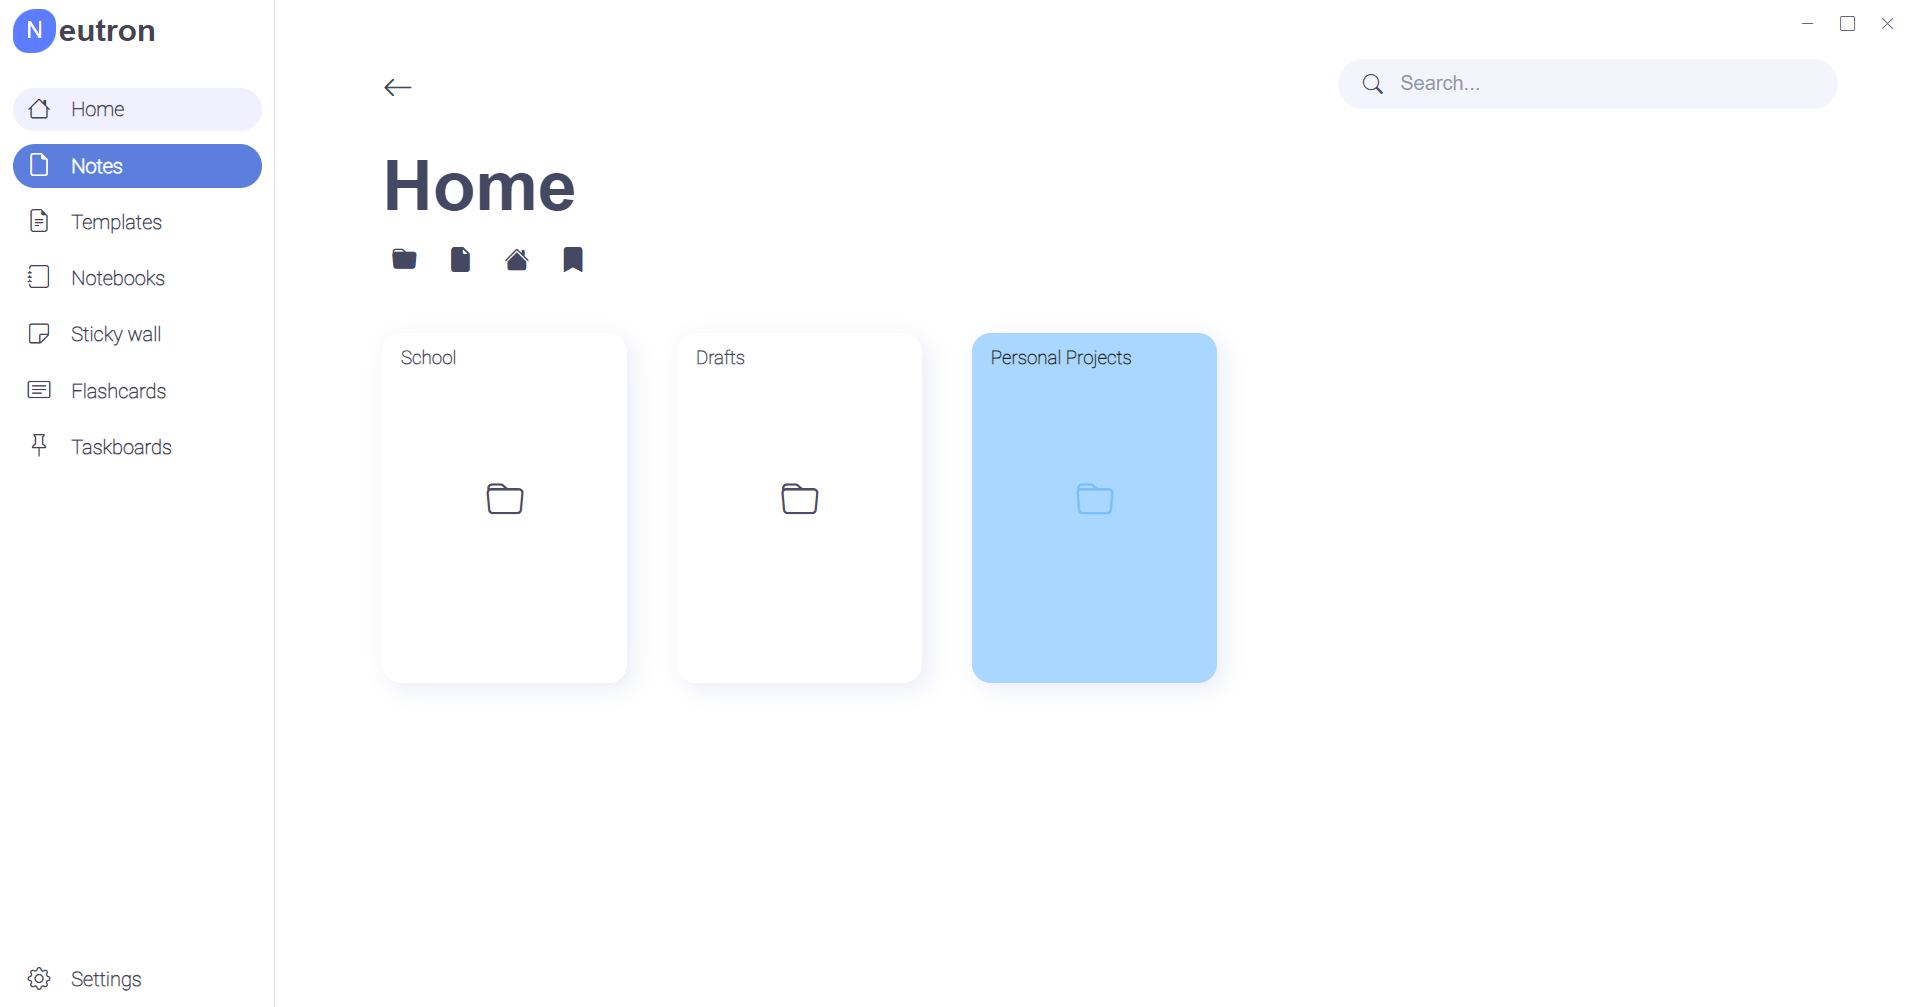 Neutron
Home
Notes
Templates
Notebooks
Sticky wall
Flashcards
Taskboards
Settings
Search...
Home
School
Drafts
Personal Projects